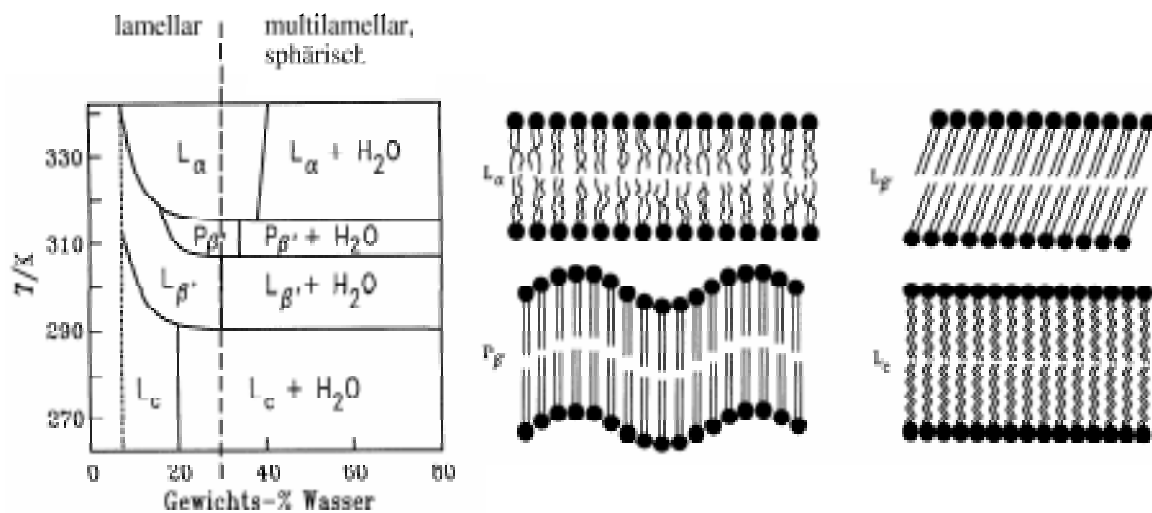 lamellar
multilamellar,
sphärisch
T/K
330
310
290
270
Lα
Lα + H2O
Pβ'
Pβ' + H2O
Lβ'
Lβ' + H2O
Lc
Lc + H2O
0
20
40
60
80
Gewichts-% Wasser
Lα
Lβ'
Pβ'
Lc